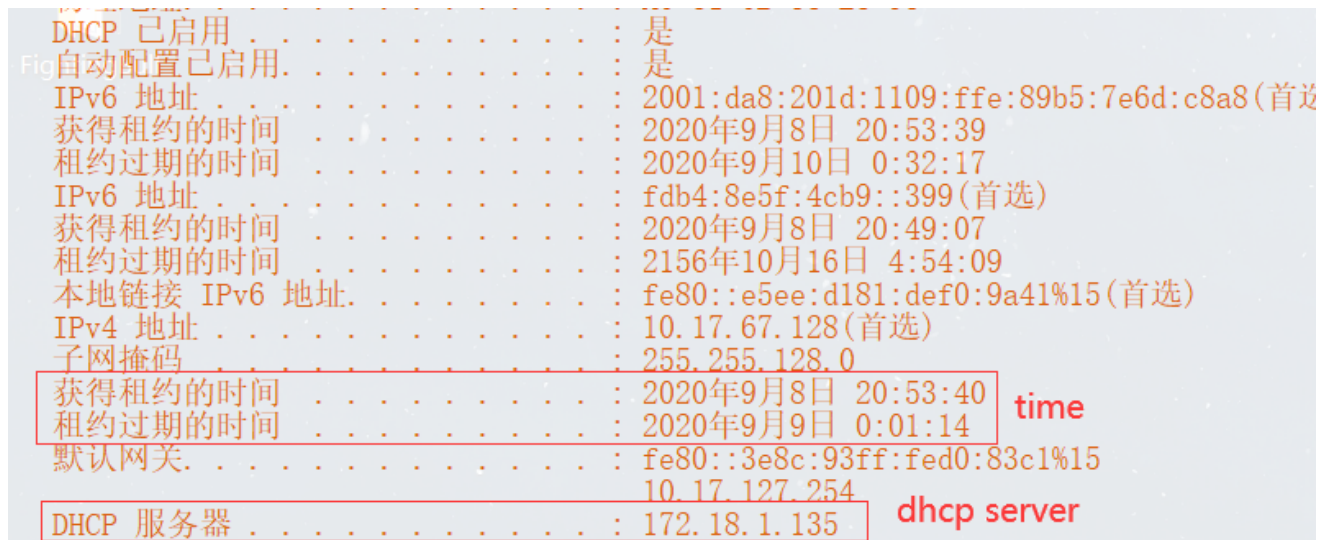 DHCP 已启用 . . . . . . . . . . . . : 是
自动配置已启用. . . . . . . . . . : 是
IPv6 地址 . . . . . . . . . . . . : 2001:da8:201d:1109:ffe:89b5:7e6d:c8a8(首选
获得租约的时间 . . . . . . . . . : 2020年9月8日 20:53:39
租约过期的时间 . . . . . . . . . : 2020年9月10日 0:32:17
IPv6 地址 . . . . . . . . . . . . : fdb4:8e5f:4cb9::399(首选)
获得租约的时间 . . . . . . . . . : 2020年9月8日 20:49:07
租约过期的时间 . . . . . . . . . : 2156年10月16日 4:54:09
本地链接 IPv6 地址. . . . . . . . : fe80::e5ee:d181:def0:9a41%15(首选)
IPv4 地址 . . . . . . . . . . . . : 10.17.67.128(首选)
子网掩码 . . . . . . . . . . . . : 255.255.128.0
获得租约的时间 . . . . . . . . . : 2020年9月8日 20:53:40
租约过期的时间 . . . . . . . . . : 2020年9月9日 0:01:14
time
默认网关. . . . . . . . . . . . . : fe80::3e8c:93ff:fed0:83c1%15
10.17.127.254
DHCP 服务器 . . . . . . . . . . . : 172.18.1.135
dhcp server